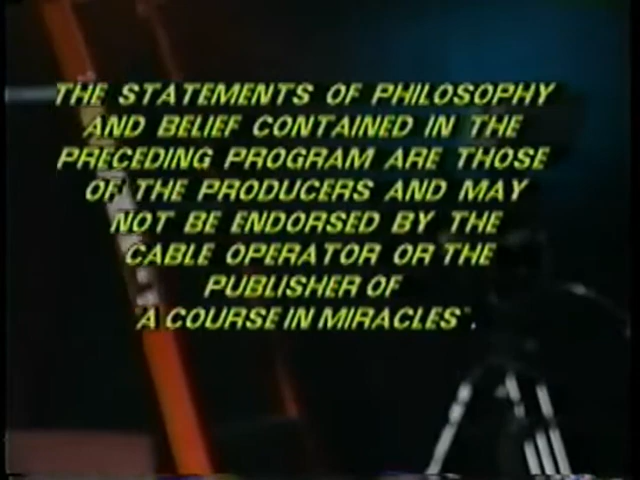 THE STATEMENTS OF PHILOSOPHY
AND BELIEF CONTAINED IN THE
PRECEDING PROGRAM ARE THOSE
OF THE PRODUCERS AND MAY
NOT BE ENDORSED BY THE
CABLE OPERATOR OR THE
PUBLISHER OF
"A COURSE IN MIRACLES".